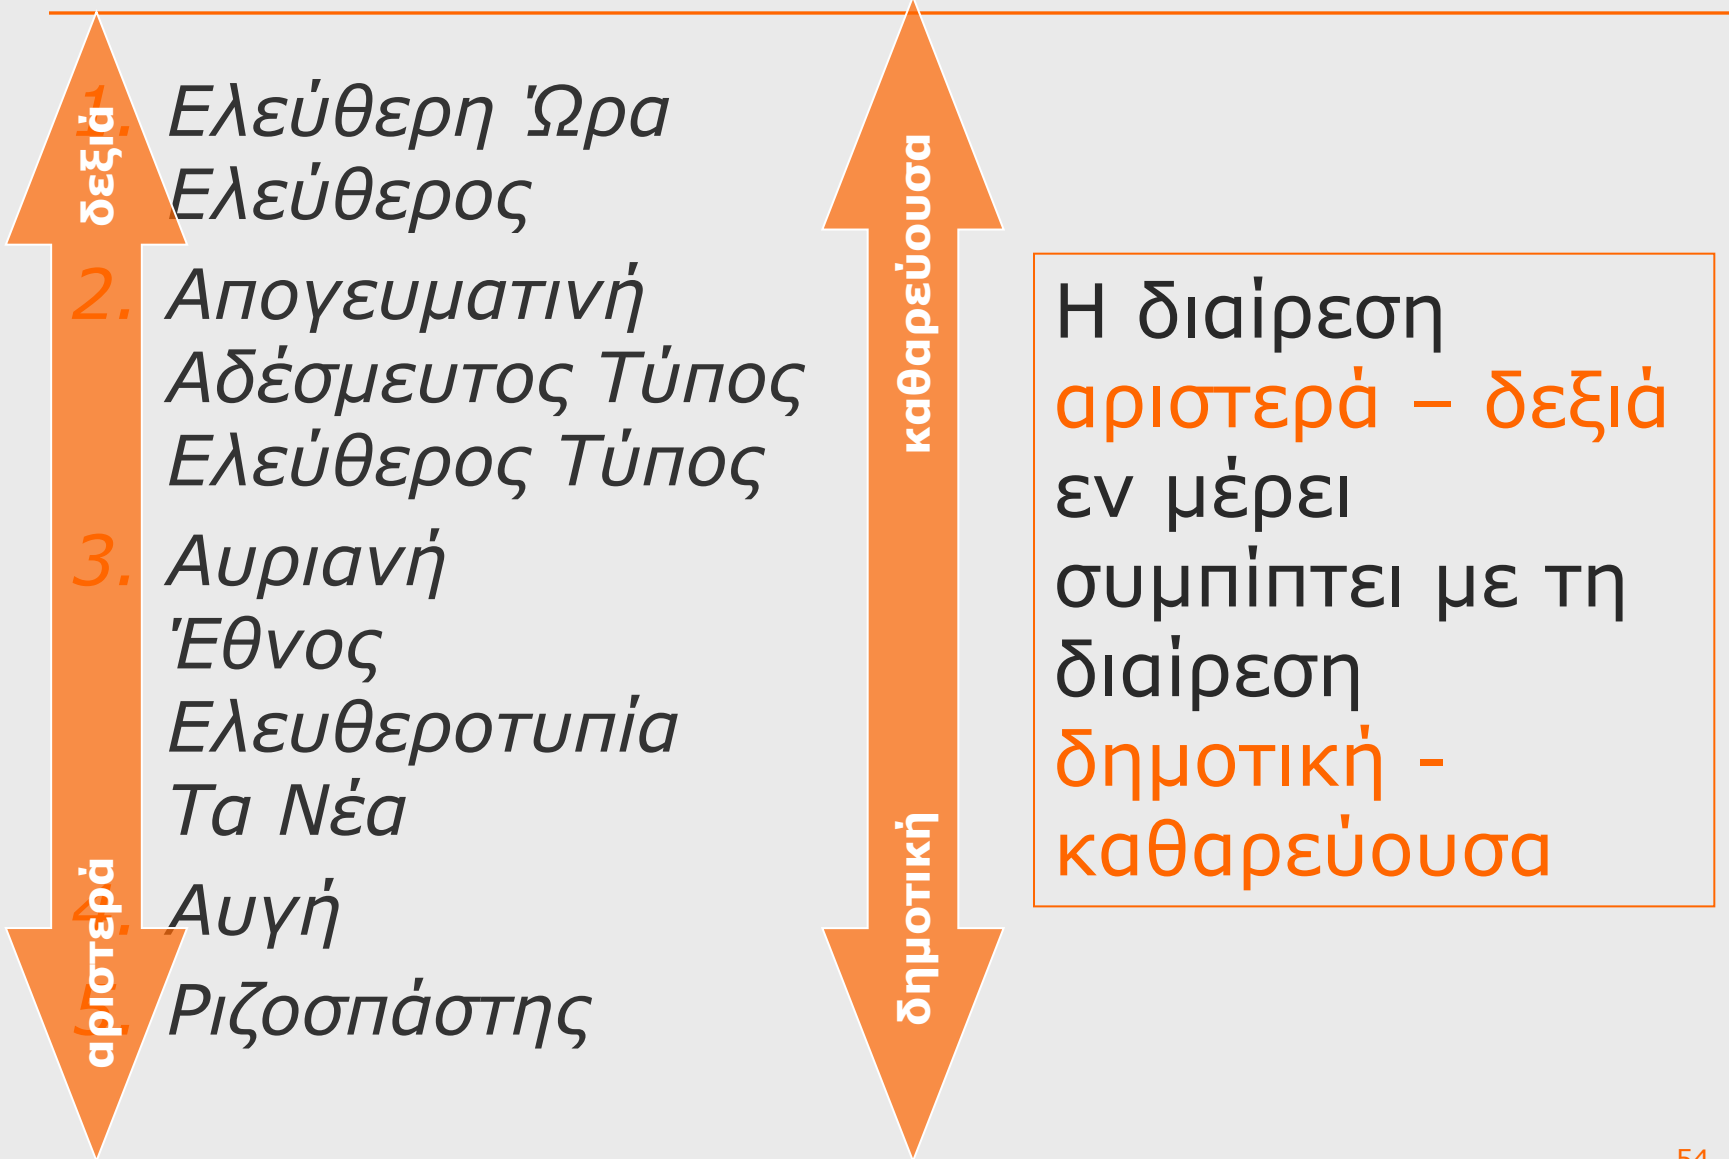 δεξιά
αριστερά
1. Ελεύθερη Ώρα
Ελεύθερος
2. Απογευματινή
Αδέσμευτος Τύπος
Ελεύθερος Τύπος
3. Αυριανή
Έθνος
Ελευθεροτυπία
Τα Νέα
4. Αυγή
5. Ριζοσπάστης
καθαρεύουσα
δημοτική
Η διαίρεση
αριστερά – δεξιά
εν μέρει
συμπίπτει με τη
διαίρεση
δημοτική -
καθαρεύουσα
54